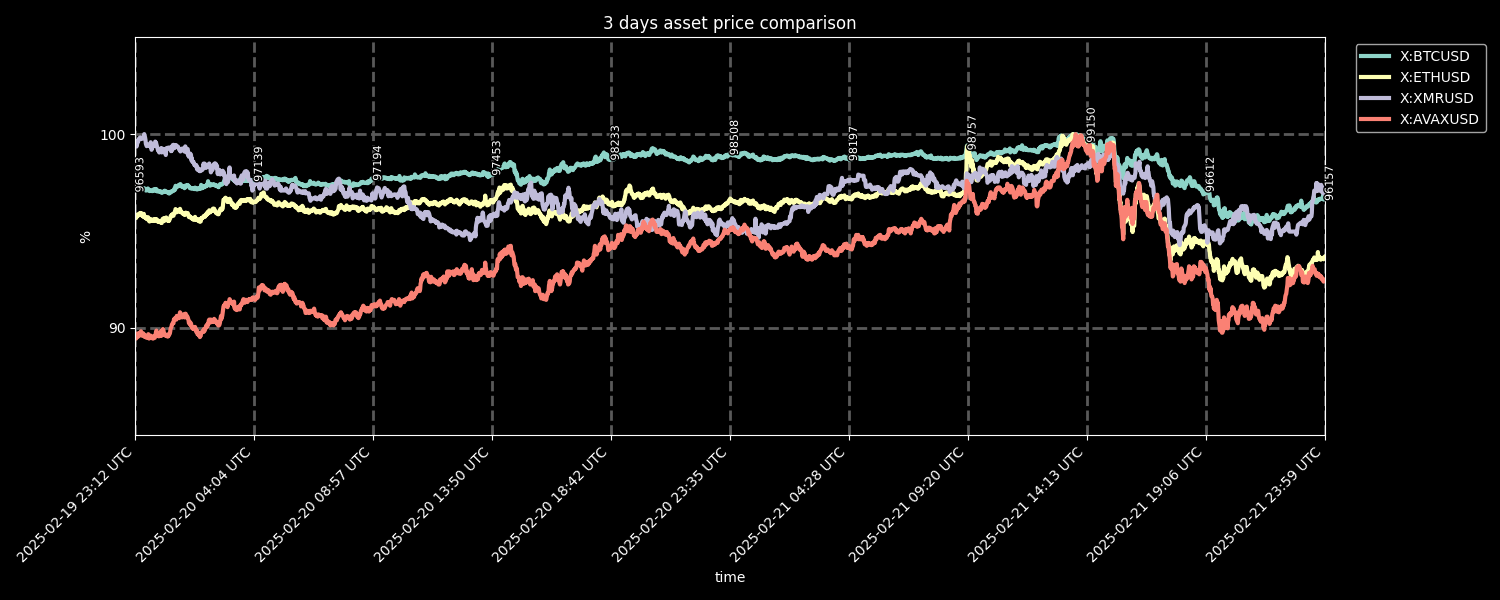 3 days asset price comparison
X:BTCUSD
X:ETHUSD
X:XMRUSD
X:AVAXUSD
100
90
%
96593
97139
97194
97453
98233
98508
98197
98757
99150
96612
96157
2025-02-19 23:12 UTC
2025-02-20 04:04 UTC
2025-02-20 08:57 UTC
2025-02-20 13:50 UTC
2025-02-20 18:42 UTC
2025-02-20 23:35 UTC
2025-02-21 04:28 UTC
2025-02-21 09:20 UTC
2025-02-21 14:13 UTC
2025-02-21 19:06 UTC
2025-02-21 23:59 UTC
time